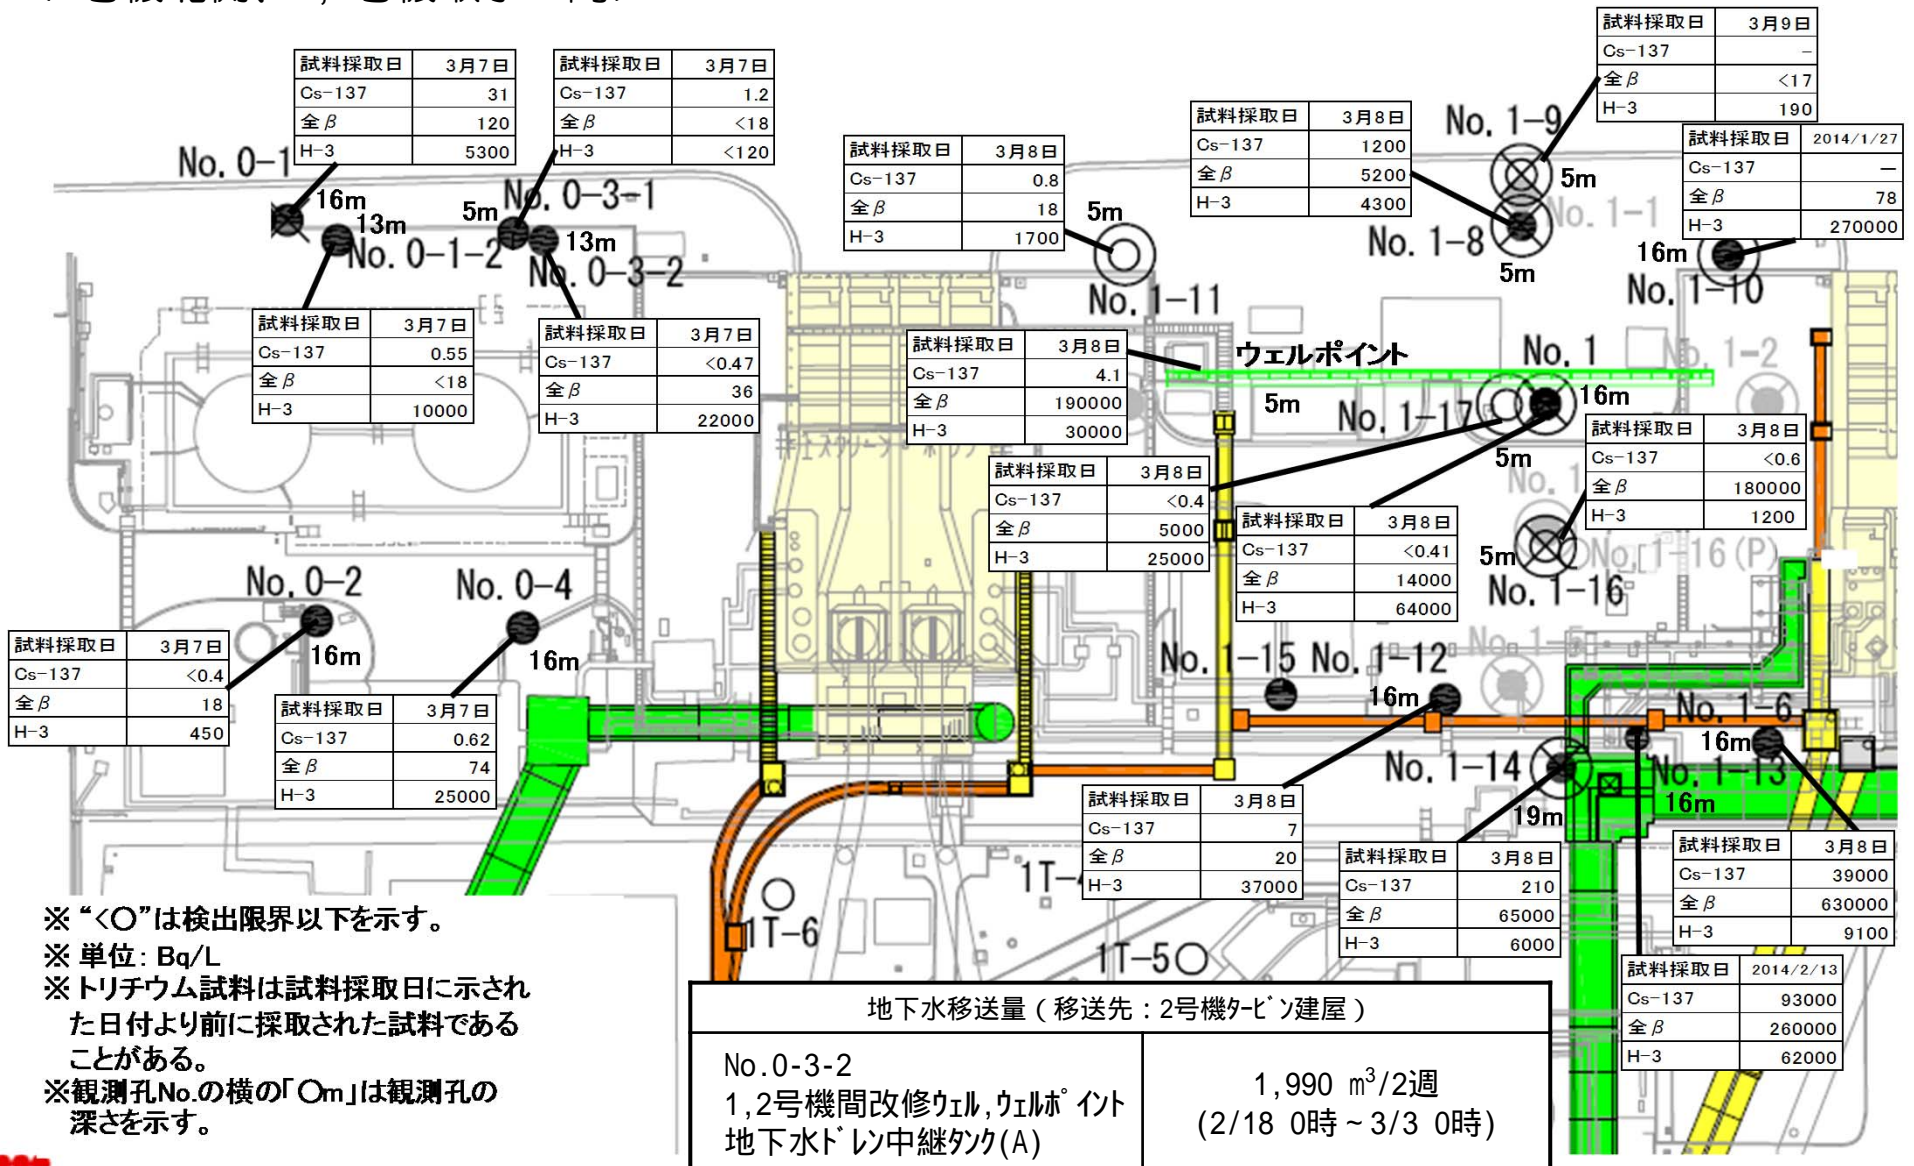 試料採取日 3月9日
Cs-137 -
全β <17
H-3 190
試料採取日 3月7日
Cs-137 31
全β 120
H-3 5300
試料採取日 3月7日
Cs-137 1.2
全β <18
H-3 <120
試料採取日 3月8日
Cs-137 0.8
全β 18
H-3 1700
試料採取日 3月8日
Cs-137 1200
全β 5200
H-3 4300
試料採取日 2014/1/27
Cs-137 —
全β 78
H-3 270000
No. 0-1
16m
13m
No. 0-1-2
5m
No. 0-3-1
13m
No. 0-3-2
5m
No. 1-11
No. 1-9
5m
No. 1-1
No. 1-8
5m
16m
No. 1-10
試料採取日 3月7日
Cs-137 0.55
全β <18
H-3 10000
試料採取日 3月7日
Cs-137 <0.47
全β 36
H-3 22000
試料採取日 3月8日
Cs-137 4.1
全β 190000
H-3 30000
ウェルポイント
5m
No. 1
No. 1-2
16m
No. 1-17
5m
試料採取日 3月8日
Cs-137 <0.6
全β 180000
H-3 1200
試料採取日 3月8日
Cs-137 <0.4
全β 5000
H-3 25000
試料採取日 3月8日
Cs-137 <0.41
全β 14000
H-3 64000
5m
No. 1-16(P)
No. 1-16
No. 0-2
16m
No. 0-4
16m
試料採取日 3月7日
Cs-137 <0.4
全β 18
H-3 450
試料採取日 3月7日
Cs-137 0.62
全β 74
H-3 25000
No. 1-15
No. 1-12
16m
No. 1-5
No. 1-6
16m
No. 1-14
19m
No. 1-13
16m
試料採取日 3月8日
Cs-137 7
全β 20
H-3 37000
試料採取日 3月8日
Cs-137 210
全β 65000
H-3 6000
試料採取日 3月8日
Cs-137 39000
全β 630000
H-3 9100
試料採取日 2014/2/13
Cs-137 93000
全β 260000
H-3 62000
1T-6
1T-5
※ “<〇”は検出限界以下を示す。
※ 単位: Bq/L
※ トリチウム試料は試料採取日に示され
た日付より前に採取された試料である
ことがある。
※観測孔No.の横の「〇m」は観測孔の
深さを示す。
地下水移送量(移送先:2号機タービン建屋)
No.0-3-2
1,2号機間改修ウェル,ウェルポイント
地下水ドレン中継タンク(A)
1,990 m³/2週
(2/18 0時~3/3 0時)